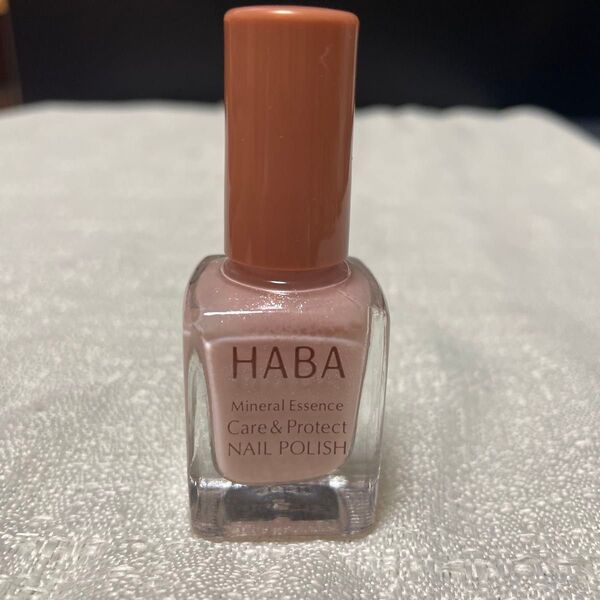 HABA
Mineral Essence
Care & Protect
NAIL POLISH